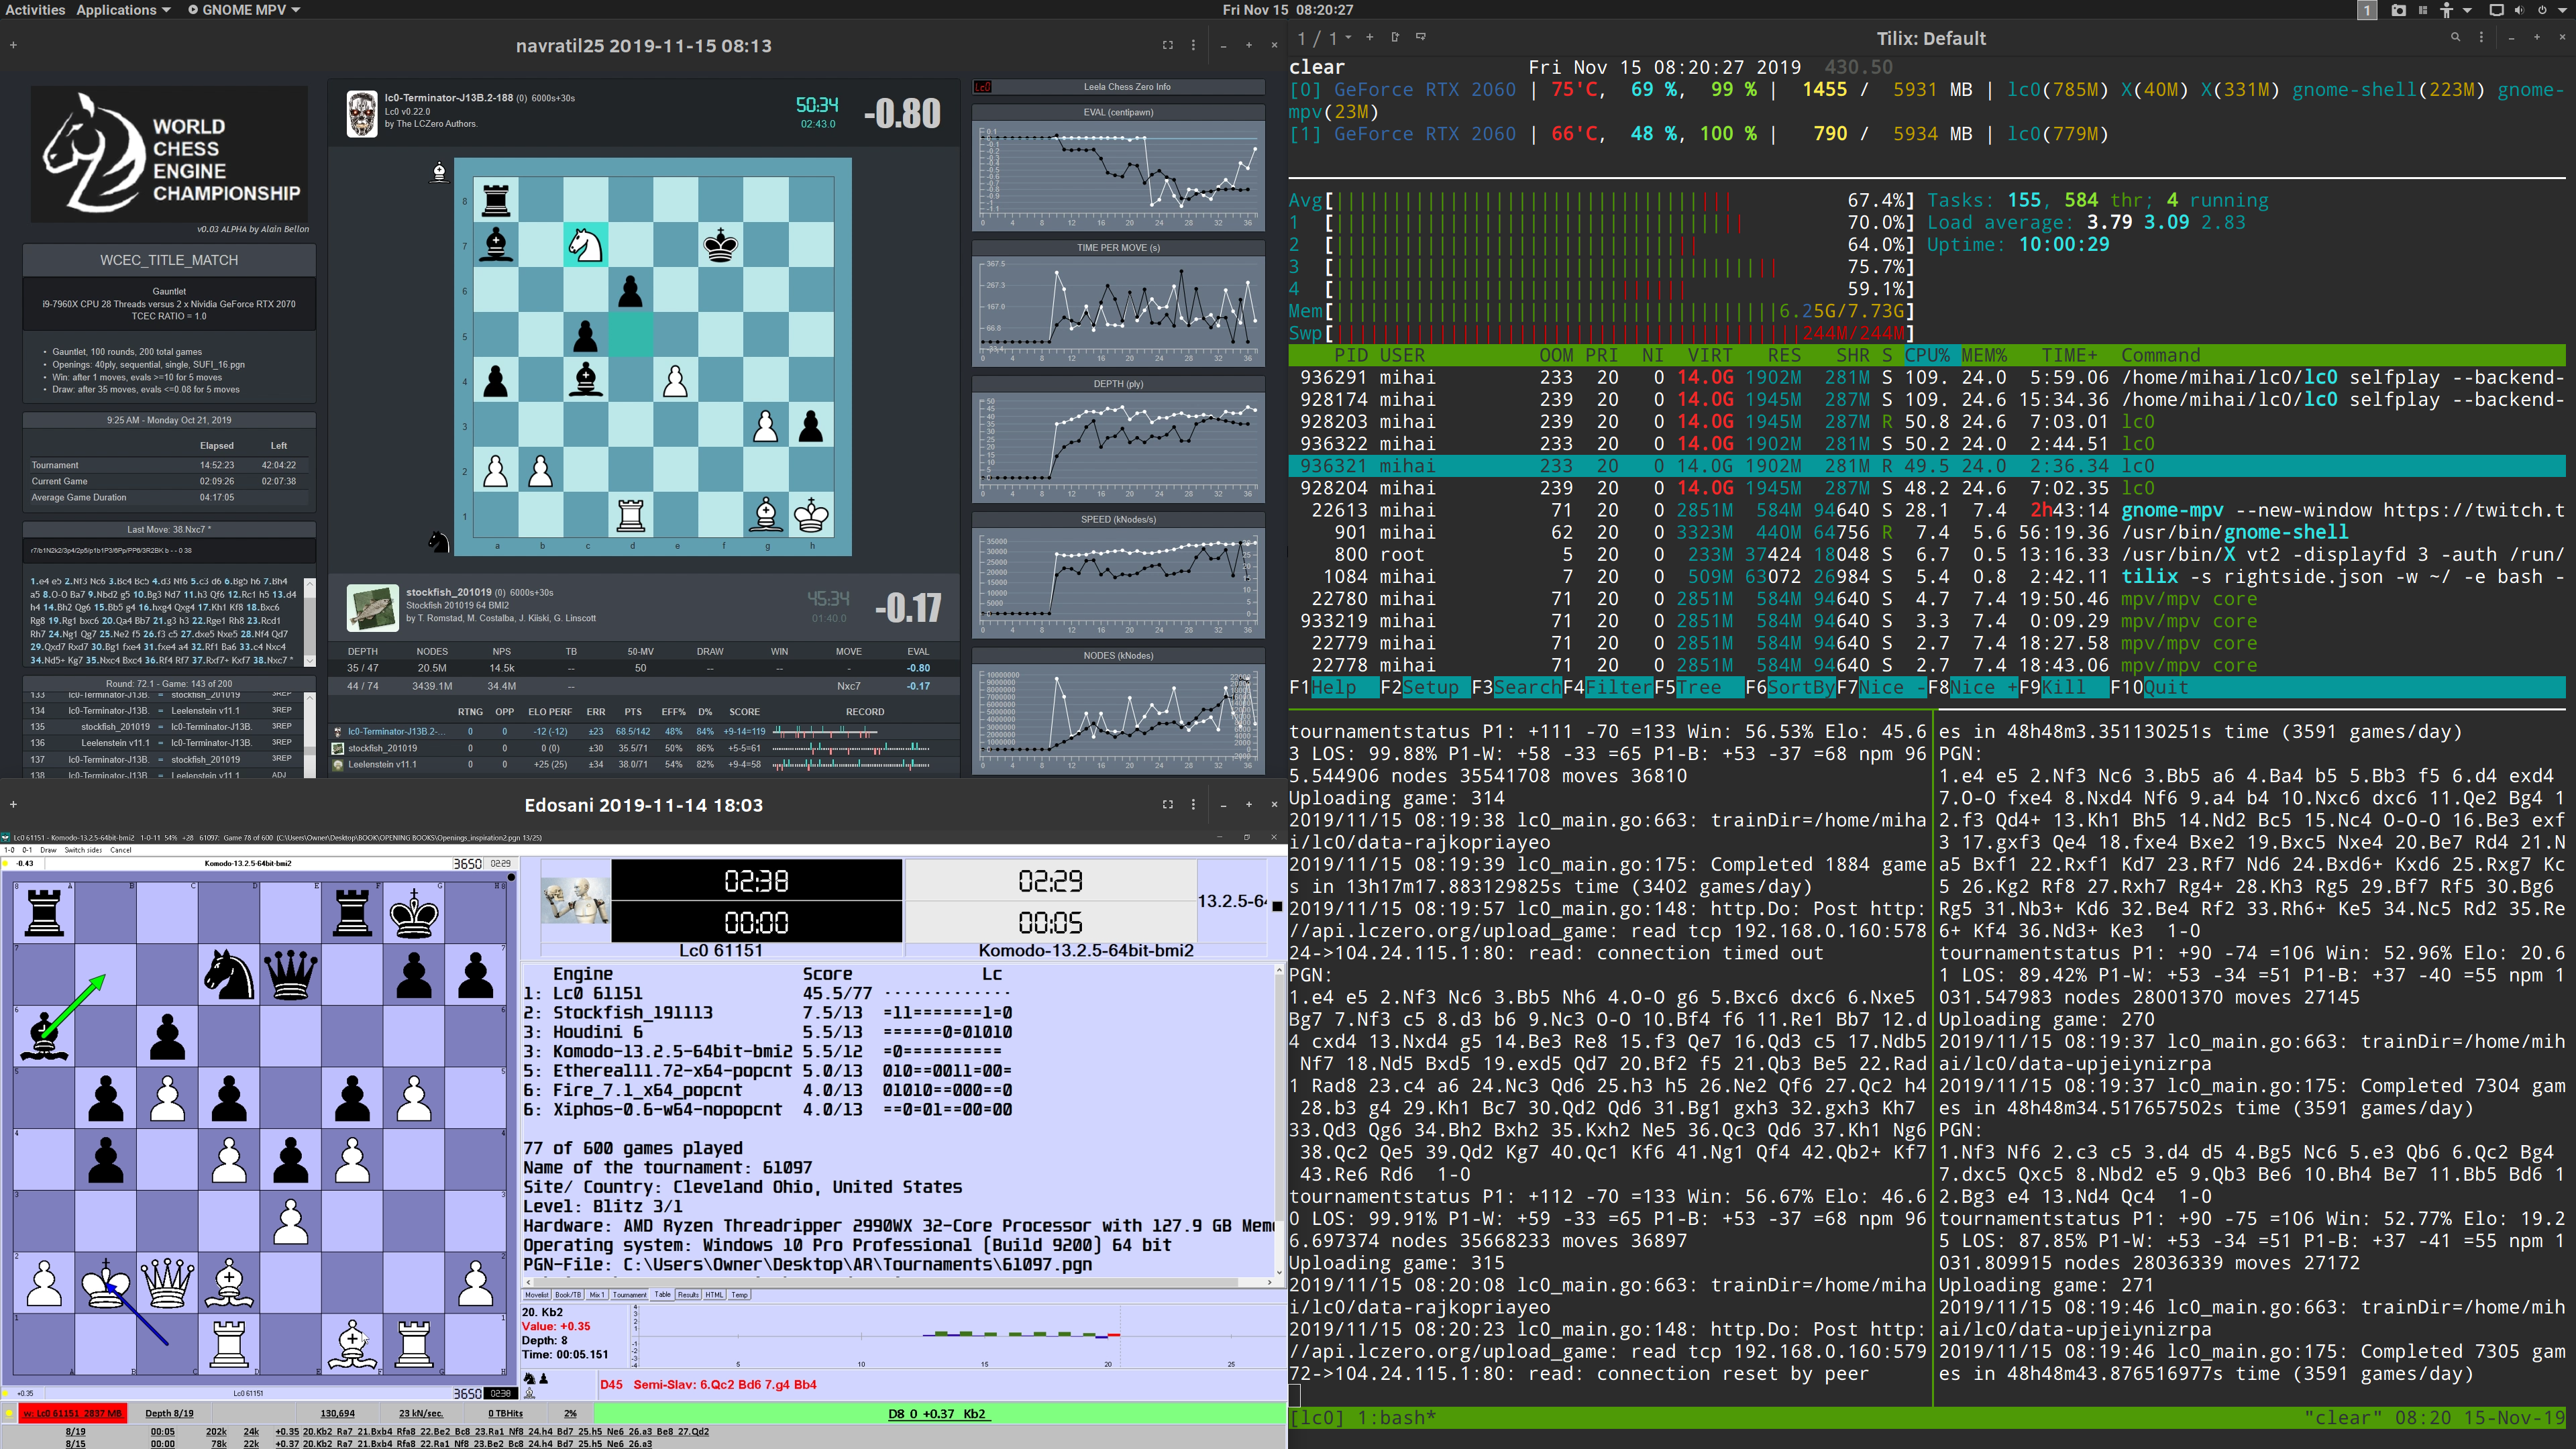 Activities Applications GNOME MPV
Fri Nov 15 08:20:27
1
navratil25 2019-11-15 08:13
WORLD
CHESS
ENGINE
CHAMPIONSHIP
v0.03 ALPHA by Alain Bellon
WCEC_TITLE_MATCH
Gauntlet
i9-7960X CPU 28 Threads versus 2 x Nvidia GeForce RTX 2070
TCEC RATIO = 1.0
• Gauntlet, 100 rounds, 200 total games
• Openings: 40ply, sequential, single, SUFI_16.pgn
• Win: after 1 moves, evals >=10 for 5 moves
• Draw: after 35 moves, evals <=0.08 for 5 moves
9:25 AM - Monday Oct 21, 2019
Elapsed Left
Tournament 14:52:23 42:04:22
Current Game 02:09:26 02:07:38
Average Game Duration 04:17:05
Last Move: 38.Nxc7 *
r7/b1N2k2/3p4/2p5/p1b1P3/6Pp/PP6/3R2BK b - - 0 38
1.e4 e5 2.Nf3 Nc6 3.Bc4 Bc5 4.d3 Nf6 5.c3 d6 6.Bg5 h6 7.Bh4
a5 8.O-O Ba7 9.Nbd2 g5 10.Bg3 Nd7 11.h3 Qf6 12.Rc1 h5 13.d4
h4 14.Bh2 Qg6 15.Bb5 g4 16.hxg4 Qxg4 17.Kh1 Kf8 18.Bxc6
Rg8 19.Rg1 bxc6 20.Qa4 Bb7 21.g3 h3 22.Rge1 Rh8 23.Rcd1
Rh7 24.Ng1 Qg7 25.Ne2 f5 26.f3 c5 27.dxe5 Nxe5 28.Nf4 Qd7
29.Qxd7 Rxd7 30.Bg1 fxe4 31.fxe4 a4 32.Rf1 Ba6 33.c4 Nxc4
34.Nd5+ Kg7 35.Nxc4 Bxc4 36.Rf4 Rf7 37.Rxf7+ Kxf7 38.Nxc7 *
Round: 72.1 - Game: 143 of 200
133 lc0-Terminator-J13B. = stockfish_201019 3REP
134 lc0-Terminator-J13B. = Leelenstein v11.1 3REP
135 stockfish_201019 = lc0-Terminator-J13B. 3REP
136 Leelenstein v11.1 = lc0-Terminator-J13B. 3REP
137 lc0-Terminator-J13B. = stockfish_201019 3REP
138 lc0-Terminator-J13B. = Leelenstein v11.1 ADJ
lc0-Terminator-J13B.2-188 (0) 6000s+30s
Lc0 v0.22.0
by The LCZero Authors.
50:34
02:43.0
-0.80
8
7
6
5
4
3
2
1
a b c d e f g h
stockfish_201019 (0) 6000s+30s
Stockfish 201019 64 BMI2
by T. Romstad, M. Costalba, J. Kiiski, G. Linscott
45:34
01:40.0
-0.17
DEPTH NODES NPS TB 50-MV DRAW WIN MOVE EVAL
35 / 47 20.5M 14.5k -- 50 -- -- - -0.80
44 / 74 3439.1M 34.4M -- Nxc7 -0.17
RTNG OPP ELO PERF ERR PTS EFF% D% SCORE RECORD
lc0-Terminator-J13B.2-... 0 0 -12 (-12) ±23 68.5/142 48% 84% +9-14=119
stockfish_201019 0 0 0 (0) ±30 35.5/71 50% 86% +5-5=61
Leelenstein v11.1 0 0 +25 (25) ±34 38.0/71 54% 82% +9-4=58
Lc0 Leela Chess Zero Info
EVAL (centipawn)
TIME PER MOVE (s)
367.5
267.3
167.0
66.8
DEPTH (ply)
SPEED (kNodes/s)
NODES (kNodes)
Edosani 2019-11-14 18:03
Lc0 61151 - Komodo-13.2.5-64bit-bmi2 1-0-11 54% +28 61097: Game 78 of 600 (C:\Users\Owner\Desktop\BOOK\OPENING BOOKS\Openings_inspiration2.pgn 13/25)
1-0 0-1 Draw Switch sides Cancel
-0.43 Komodo-13.2.5-64bit-bmi2 3650 02:29
+0.35 Lc0 61151 3650 02:38
02:38
00:00
Lc0 61151
02:29
00:05
Komodo-13.2.5-64bit-bmi2
13.2.5-64
Engine Score Lc
1: Lc0 61151 45.5/77 - - - - - - - - - - - - -
2: Stockfish_191113 7.5/13 =11=======1=0
3: Houdini 6 5.5/13 ======0=01010
3: Komodo-13.2.5-64bit-bmi2 5.5/12 =0==========
5: Ethereal11.72-x64-popcnt 5.0/13 010==0011=00=
6: Fire_7.1_x64_popcnt 4.0/13 01010==000==0
6: Xiphos-0.6-w64-nopopcnt 4.0/13 ==0=01==00=00
77 of 600 games played
Name of the tournament: 61097
Site/ Country: Cleveland Ohio, United States
Level: Blitz 3/1
Hardware: AMD Ryzen Threadripper 2990WX 32-Core Processor with 127.9 GB Mem
Operating system: Windows 10 Pro Professional (Build 9200) 64 bit
PGN-File: C:\Users\Owner\Desktop\AR\Tournaments\61097.pgn
Movelist Book/TB Mix 1 Tournament Table Results HTML Temp
20. Kb2
Value: +0.35
Depth: 8
Time: 00:05.151
5 10 15 20 25
D45 Semi-Slav: 6.Qc2 Bd6 7.g4 Bb4
w: Lc0 61151, 2837 MB Depth 8/19 130,694 23 kN/sec. 0 TBHits 2% D8 0 +0.37 Kb2
8/19 00:05 202k 24k +0.35 20.Kb2 Ra7 21.Bxb4 Rfa8 22.Be2 Bc8 23.Ra1 Nf8 24.h4 Bd7 25.h5 Ne6 26.a3 Be8 27.Qd2
8/15 00:00 78k 22k +0.37 20.Kb2 Ra7 21.Bxb4 Rfa8 22.Ra1 Nf8 23.Be2 Bc8 24.h4 Bd7 25.h5 Ne6 26.a3
1 / 1
Tilix: Default
clear Fri Nov 15 08:20:27 2019 430.50
[0] GeForce RTX 2060 | 75'C, 69 %, 99 % | 1455 / 5931 MB | lc0(785M) X(40M) X(331M) gnome-shell(223M) gnome-
mpv(23M)
[1] GeForce RTX 2060 | 66'C, 48 %, 100 % | 790 / 5934 MB | lc0(779M)
Avg[ 67.4%] Tasks: 155, 584 thr; 4 running
1 [ 70.0%] Load average: 3.79 3.09 2.83
2 [ 64.0%] Uptime: 10:00:29
3 [ 75.7%]
4 [ 59.1%]
Mem[ 6.25G/7.73G]
Swp[ 244M/244M]
PID USER OOM PRI NI VIRT RES SHR S CPU% MEM% TIME+ Command
936291 mihai 233 20 0 14.0G 1902M 281M S 109. 24.0 5:59.06 /home/mihai/lc0/lc0 selfplay --backend-
928174 mihai 239 20 0 14.0G 1945M 287M S 109. 24.6 15:34.36 /home/mihai/lc0/lc0 selfplay --backend-
928203 mihai 239 20 0 14.0G 1945M 287M R 50.8 24.6 7:03.01 lc0
936322 mihai 233 20 0 14.0G 1902M 281M S 50.2 24.0 2:44.51 lc0
936321 mihai 233 20 0 14.0G 1902M 281M R 49.5 24.0 2:36.34 lc0
928204 mihai 239 20 0 14.0G 1945M 287M S 48.2 24.6 7:02.35 lc0
22613 mihai 71 20 0 2851M 584M 94640 S 28.1 7.4 2h43:14 gnome-mpv --new-window https://twitch.t
901 mihai 62 20 0 3323M 440M 64756 R 7.4 5.6 56:19.36 /usr/bin/gnome-shell
800 root 5 20 0 233M 37424 18048 S 6.7 0.5 13:16.33 /usr/bin/X vt2 -displayfd 3 -auth /run/
1084 mihai 7 20 0 509M 63072 26984 S 5.4 0.8 2:42.11 tilix -s rightside.json -w ~/ -e bash -
22780 mihai 71 20 0 2851M 584M 94640 S 4.7 7.4 19:50.46 mpv/mpv core
933219 mihai 71 20 0 2851M 584M 94640 S 3.3 7.4 0:09.29 mpv/mpv core
22779 mihai 71 20 0 2851M 584M 94640 S 2.7 7.4 18:27.58 mpv/mpv core
22778 mihai 71 20 0 2851M 584M 94640 S 2.7 7.4 18:43.06 mpv/mpv core
F1Help F2Setup F3SearchF4FilterF5Tree F6SortByF7Nice -F8Nice +F9Kill F10Quit
tournamentstatus P1: +111 -70 =133 Win: 56.53% Elo: 45.6
3 LOS: 99.88% P1-W: +58 -33 =65 P1-B: +53 -37 =68 npm 96
5.544906 nodes 35541708 moves 36810
Uploading game: 314
2019/11/15 08:19:38 lc0_main.go:663: trainDir=/home/miha
i/lc0/data-rajkopriayeo
2019/11/15 08:19:39 lc0_main.go:175: Completed 1884 game
s in 13h17m17.883129825s time (3402 games/day)
2019/11/15 08:19:57 lc0_main.go:148: http.Do: Post http:
//api.lczero.org/upload_game: read tcp 192.168.0.160:578
24->104.24.115.1:80: read: connection timed out
PGN:
1.e4 e5 2.Nf3 Nc6 3.Bb5 Nh6 4.O-O g6 5.Bxc6 dxc6 6.Nxe5
Bg7 7.Nf3 c5 8.d3 b6 9.Nc3 O-O 10.Bf4 f6 11.Re1 Bb7 12.d
4 cxd4 13.Nxd4 g5 14.Be3 Re8 15.f3 Qe7 16.Qd3 c5 17.Ndb5
Nf7 18.Nd5 Bxd5 19.exd5 Qd7 20.Bf2 f5 21.Qb3 Be5 22.Rad
1 Rad8 23.c4 a6 24.Nc3 Qd6 25.h3 h5 26.Ne2 Qf6 27.Qc2 h4
28.b3 g4 29.Kh1 Bc7 30.Qd2 Qd6 31.Bg1 gxh3 32.gxh3 Kh7
33.Qd3 Qg6 34.Bh2 Bxh2 35.Kxh2 Ne5 36.Qc3 Qd6 37.Kh1 Ng6
38.Qc2 Qe5 39.Qd2 Kg7 40.Qc1 Kf6 41.Ng1 Qf4 42.Qb2+ Kf7
43.Re6 Rd6 1-0
tournamentstatus P1: +112 -70 =133 Win: 56.67% Elo: 46.6
0 LOS: 99.91% P1-W: +59 -33 =65 P1-B: +53 -37 =68 npm 96
6.697374 nodes 35668233 moves 36897
Uploading game: 315
2019/11/15 08:20:08 lc0_main.go:663: trainDir=/home/miha
i/lc0/data-rajkopriayeo
2019/11/15 08:20:23 lc0_main.go:148: http.Do: Post http:
//api.lczero.org/upload_game: read tcp 192.168.0.160:579
72->104.24.115.1:80: read: connection reset by peer
es in 48h48m3.351130251s time (3591 games/day)
PGN:
1.e4 e5 2.Nf3 Nc6 3.Bb5 a6 4.Ba4 b5 5.Bb3 f5 6.d4 exd4
7.O-O fxe4 8.Nxd4 Nf6 9.a4 b4 10.Nxc6 dxc6 11.Qe2 Bg4 1
2.f3 Qd4+ 13.Kh1 Bh5 14.Nd2 Bc5 15.Nc4 O-O-O 16.Be3 exf
3 17.gxf3 Qe4 18.fxe4 Bxe2 19.Bxc5 Nxe4 20.Be7 Rd4 21.N
a5 Bxf1 22.Rxf1 Kd7 23.Rf7 Nd6 24.Bxd6+ Kxd6 25.Rxg7 Kc
5 26.Kg2 Rf8 27.Rxh7 Rg4+ 28.Kh3 Rg5 29.Bf7 Rf5 30.Bg6
Rg5 31.Nb3+ Kd6 32.Be4 Rf2 33.Rh6+ Ke5 34.Nc5 Rd2 35.Re
6+ Kf4 36.Nd3+ Ke3 1-0
tournamentstatus P1: +90 -74 =106 Win: 52.96% Elo: 20.6
1 LOS: 89.42% P1-W: +53 -34 =51 P1-B: +37 -40 =55 npm 1
031.547983 nodes 28001370 moves 27145
Uploading game: 270
2019/11/15 08:19:37 lc0_main.go:663: trainDir=/home/mih
ai/lc0/data-upjeiynizrpa
2019/11/15 08:19:37 lc0_main.go:175: Completed 7304 gam
es in 48h48m34.517657502s time (3591 games/day)
PGN:
1.Nf3 Nf6 2.c3 c5 3.d4 d5 4.Bg5 Nc6 5.e3 Qb6 6.Qc2 Bg4
7.dxc5 Qxc5 8.Nbd2 e5 9.Qb3 Be6 10.Bh4 Be7 11.Bb5 Bd6 1
2.Bg3 e4 13.Nd4 Qc4 1-0
tournamentstatus P1: +90 -75 =106 Win: 52.77% Elo: 19.2
5 LOS: 87.85% P1-W: +53 -34 =51 P1-B: +37 -41 =55 npm 1
031.809915 nodes 28036339 moves 27172
Uploading game: 271
2019/11/15 08:19:46 lc0_main.go:663: trainDir=/home/mih
ai/lc0/data-upjeiynizrpa
2019/11/15 08:19:46 lc0_main.go:175: Completed 7305 gam
es in 48h48m43.876516977s time (3591 games/day)
[lc0] 1:bash* "clear" 08:20 15-Nov-19